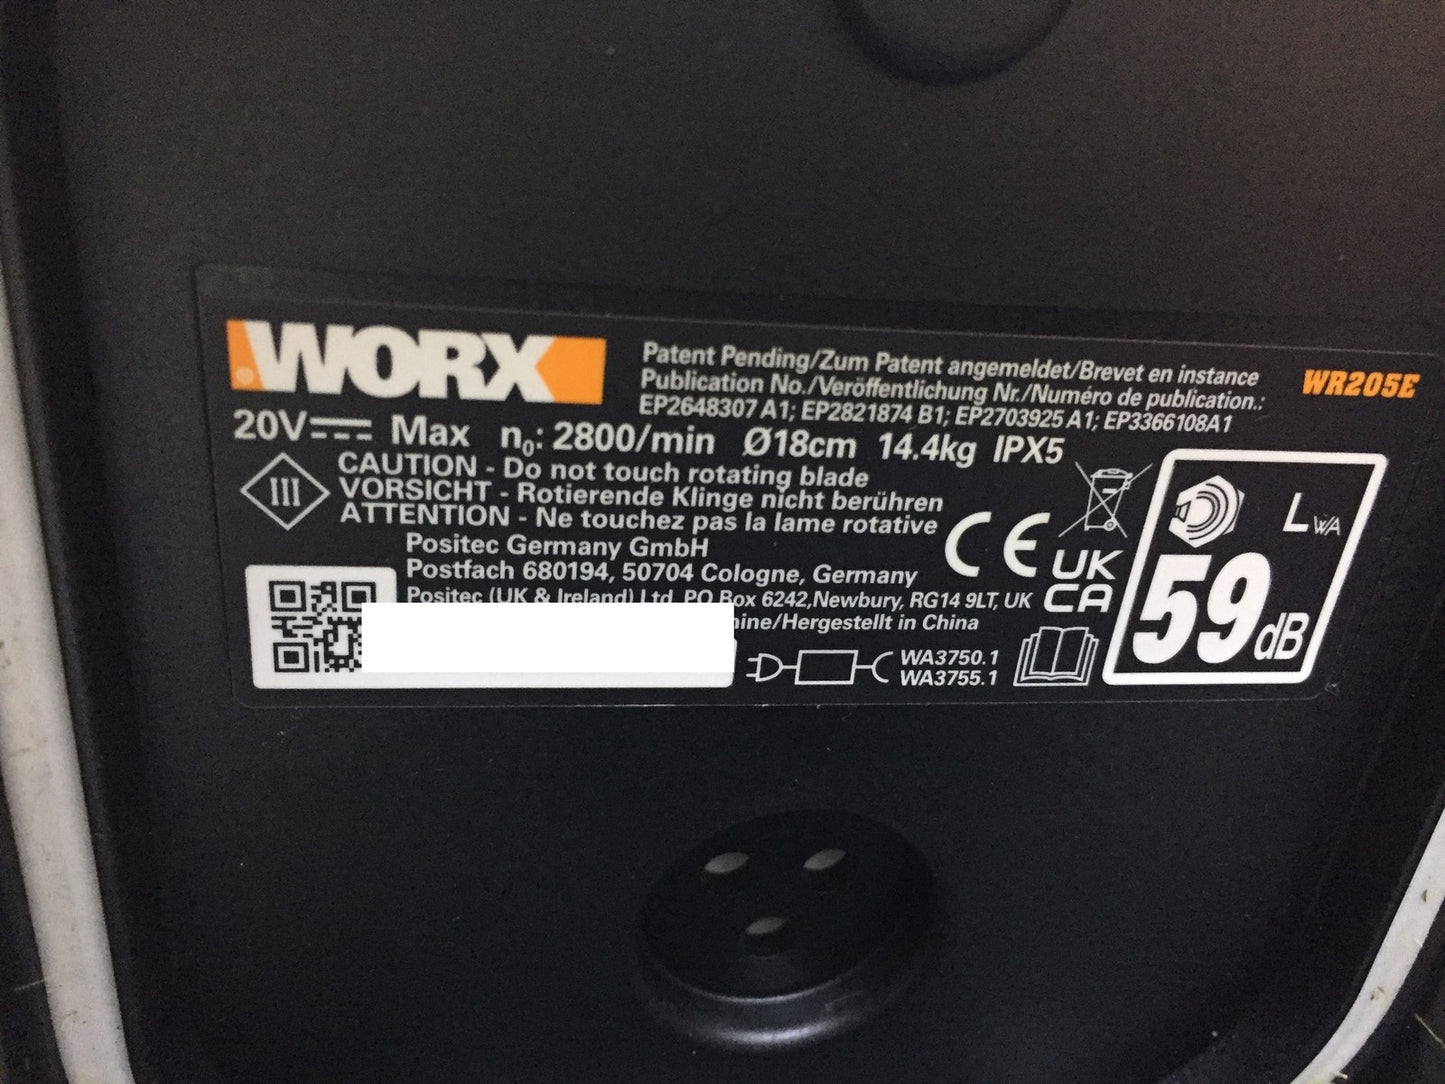 WORX
Patent Pending/Zum Patent angemeldet/Brevet en instance
Publication No./Veröffentlichung Nr./Numéro de publication.:
EP2648307 A1; EP2821874 B1; EP2703925 A1; EP3366108A1
WR205E
20V Max n₀: 2800/min Ø18cm 14.4kg IPX5
III
CAUTION - Do not touch rotating blade
VORSICHT - Rotierende Klinge nicht berühren
ATTENTION - Ne touchez pas la lame rotative
Positec Germany GmbH
Postfach 680194, 50704 Cologne, Germany
Positec (UK & Ireland) Ltd, PO Box 6242,Newbury, RG14 9LT, UK
/Hergestellt in China
WA3750.1
WA3755.1
CE
UK
CA
LWA
59dB